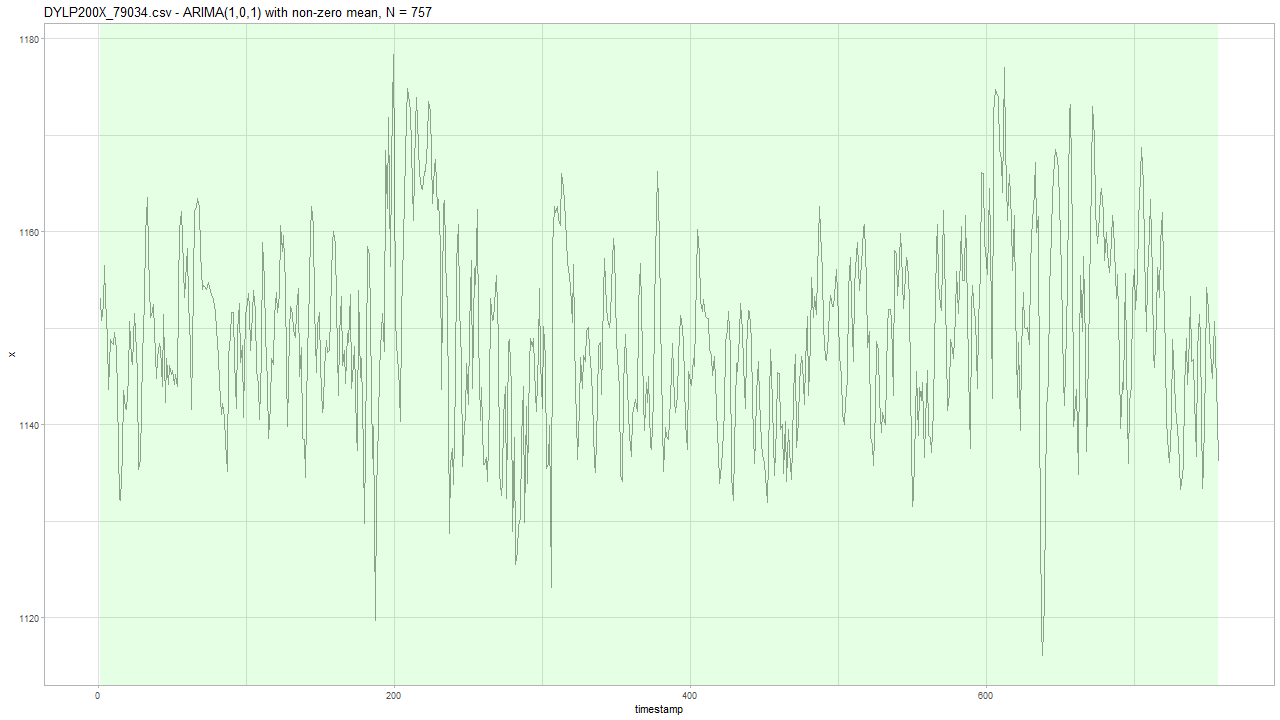 DYLP200X_79034.csv - ARIMA(1,0,1) with non-zero mean, N = 757
1180
1160
x
1140
1120
0 200 400 600
timestamp